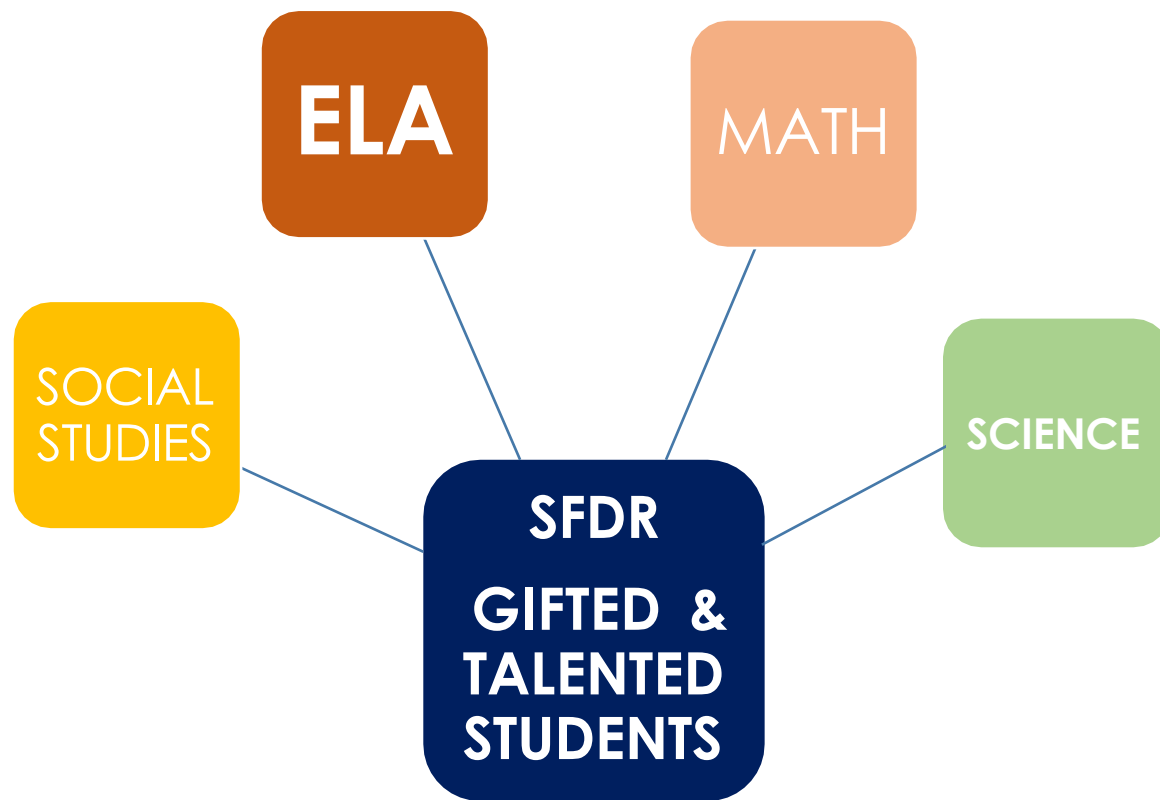 ELA
MATH
SOCIAL
STUDIES
SCIENCE
SFDR
GIFTED &
TALENTED
STUDENTS